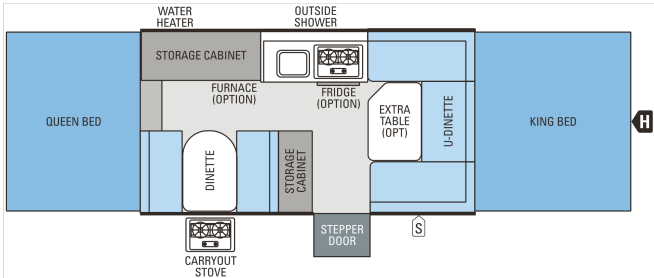 WATER
HEATER
OUTSIDE
SHOWER
STORAGE CABINET
FURNACE
(OPTION)
FRIDGE
(OPTION)
QUEEN BED
EXTRA
TABLE
(OPT)
U-DINETTE
KING BED
H
DINETTE
STORAGE
CABINET
STEPPER
DOOR
S
CARRYOUT
STOVE